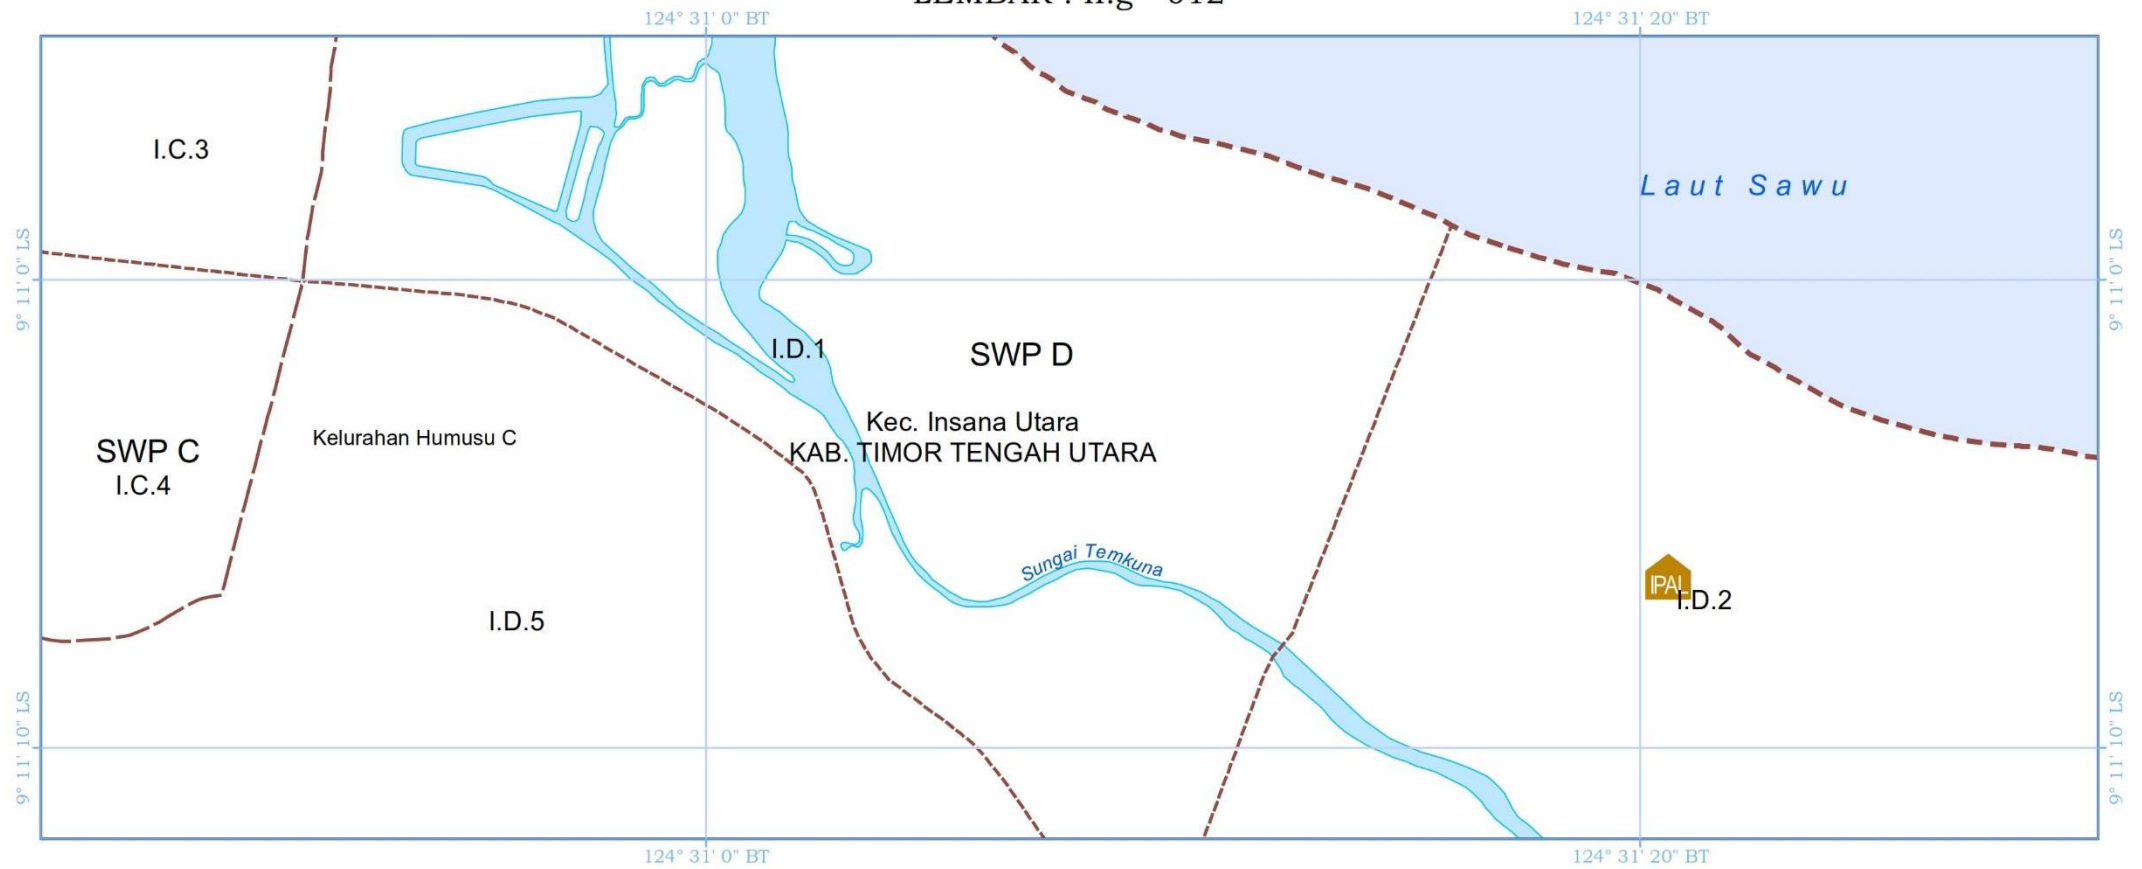 124° 31' 0" BT
124° 31' 20" BT
I.C.3
Laut Sawu
9° 11' 0" LS
9° 11' 0" LS
I.D.1
SWP D
Kec. Insana Utara
KAB. TIMOR TENGAH UTARA
Kelurahan Humusu C
SWP C
I.C.4
Sungai Temkuna
IPAL
I.D.2
I.D.5
9° 11' 10" LS
9° 11' 10" LS
124° 31' 0" BT
124° 31' 20" BT